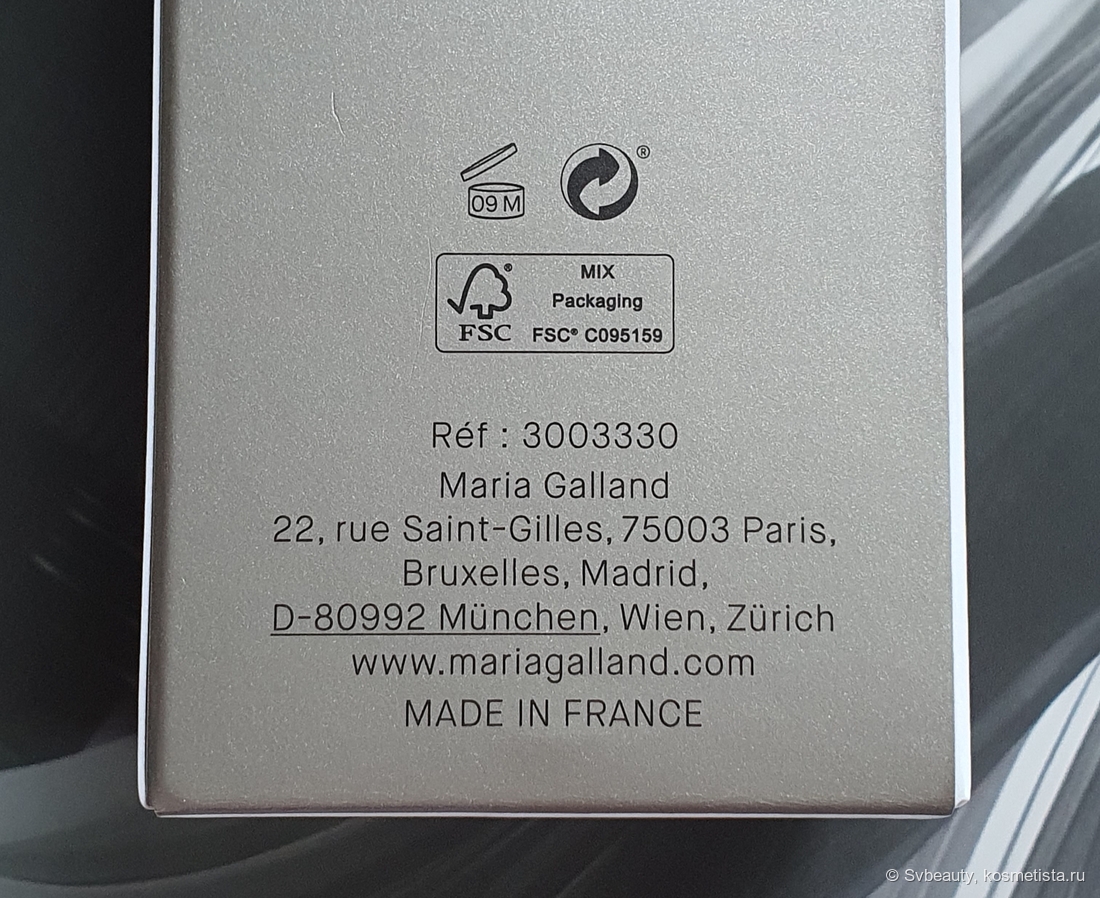 09 M ®
MIX
Packaging
FSC® FSC® C095159
Réf : 3003330
Maria Galland
22, rue Saint-Gilles, 75003 Paris,
Bruxelles, Madrid,
D-80992 München, Wien, Zürich
www.mariagalland.com
MADE IN FRANCE
© Svbeauty, kosmetista.ru